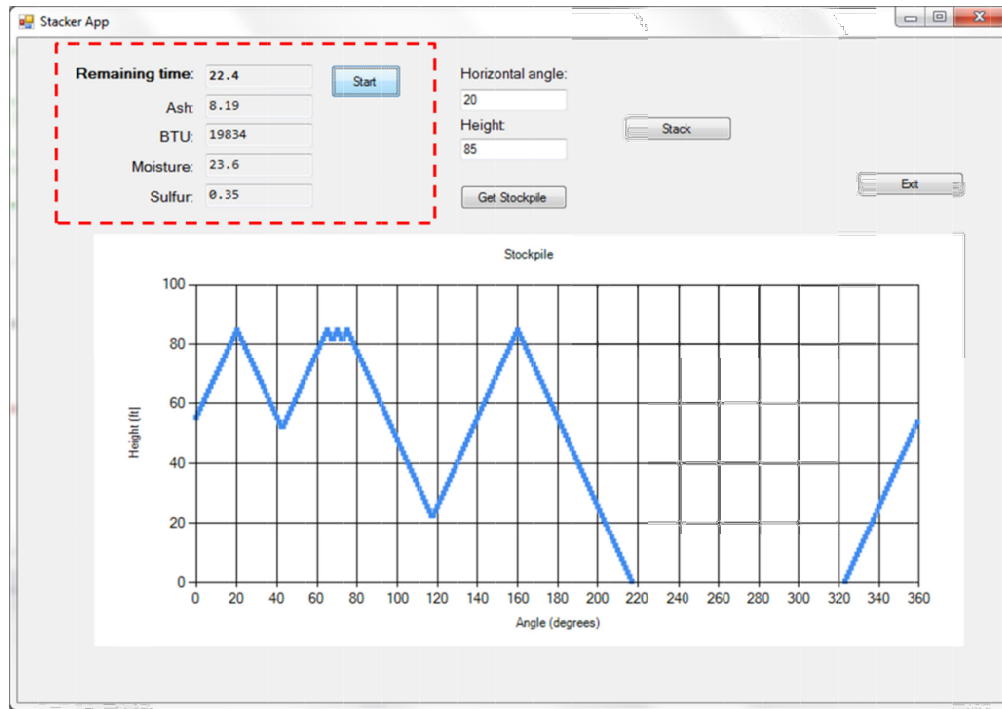 Stacker App
Remaining time: 22.4 Start
Ash: 8.19
BTU: 19834
Moisture: 23.6
Sulfur: 0.35
Horizontal angle:
20
Height:
85
Get Stockpile
Stack
Exit
Stockpile
Height (ft)
100
80
60
40
20
0
0 20 40 60 80 100 120 140 160 180 200 220 240 260 280 300 320 340 360
Angle (degrees)